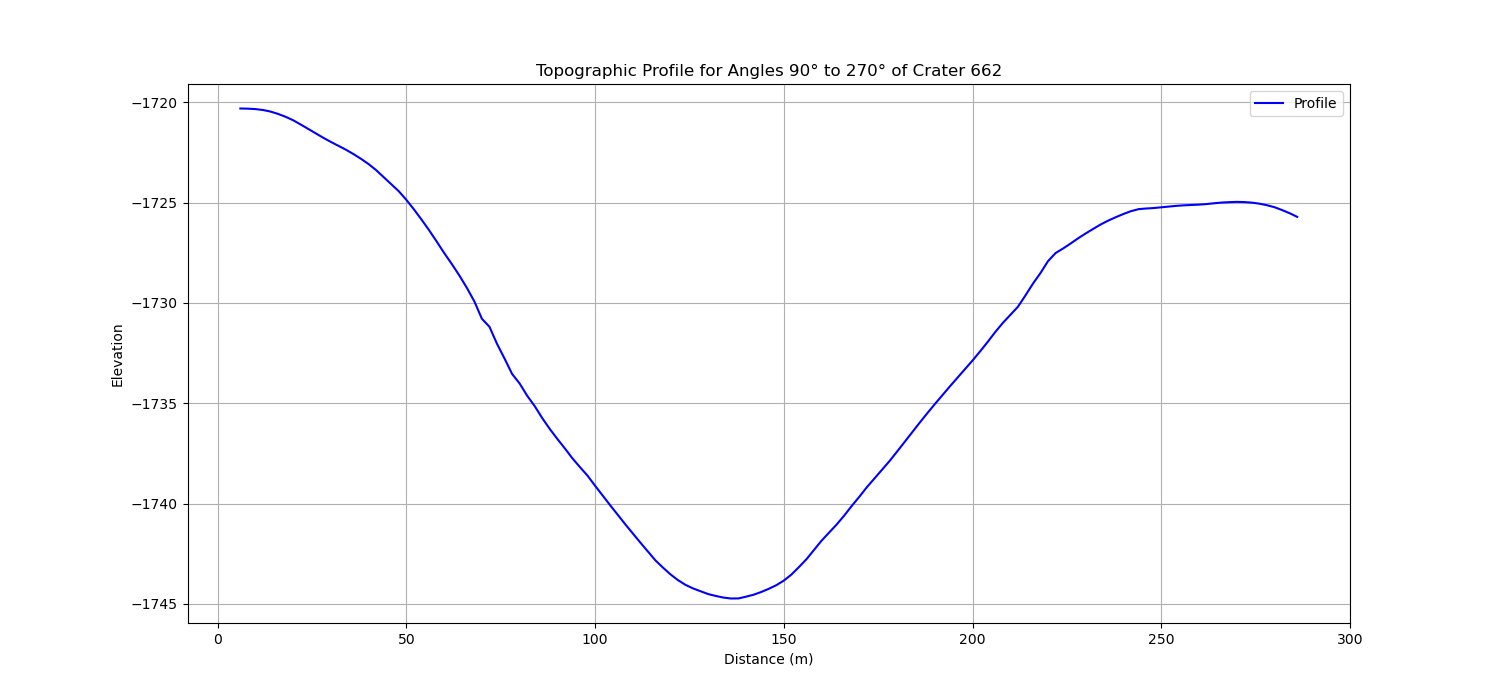 Topographic Profile for Angles 90° to 270° of Crater 662
Profile
Elevation
−1720
−1725
−1730
−1735
−1740
−1745
0 50 100 150 200 250 300
Distance (m)